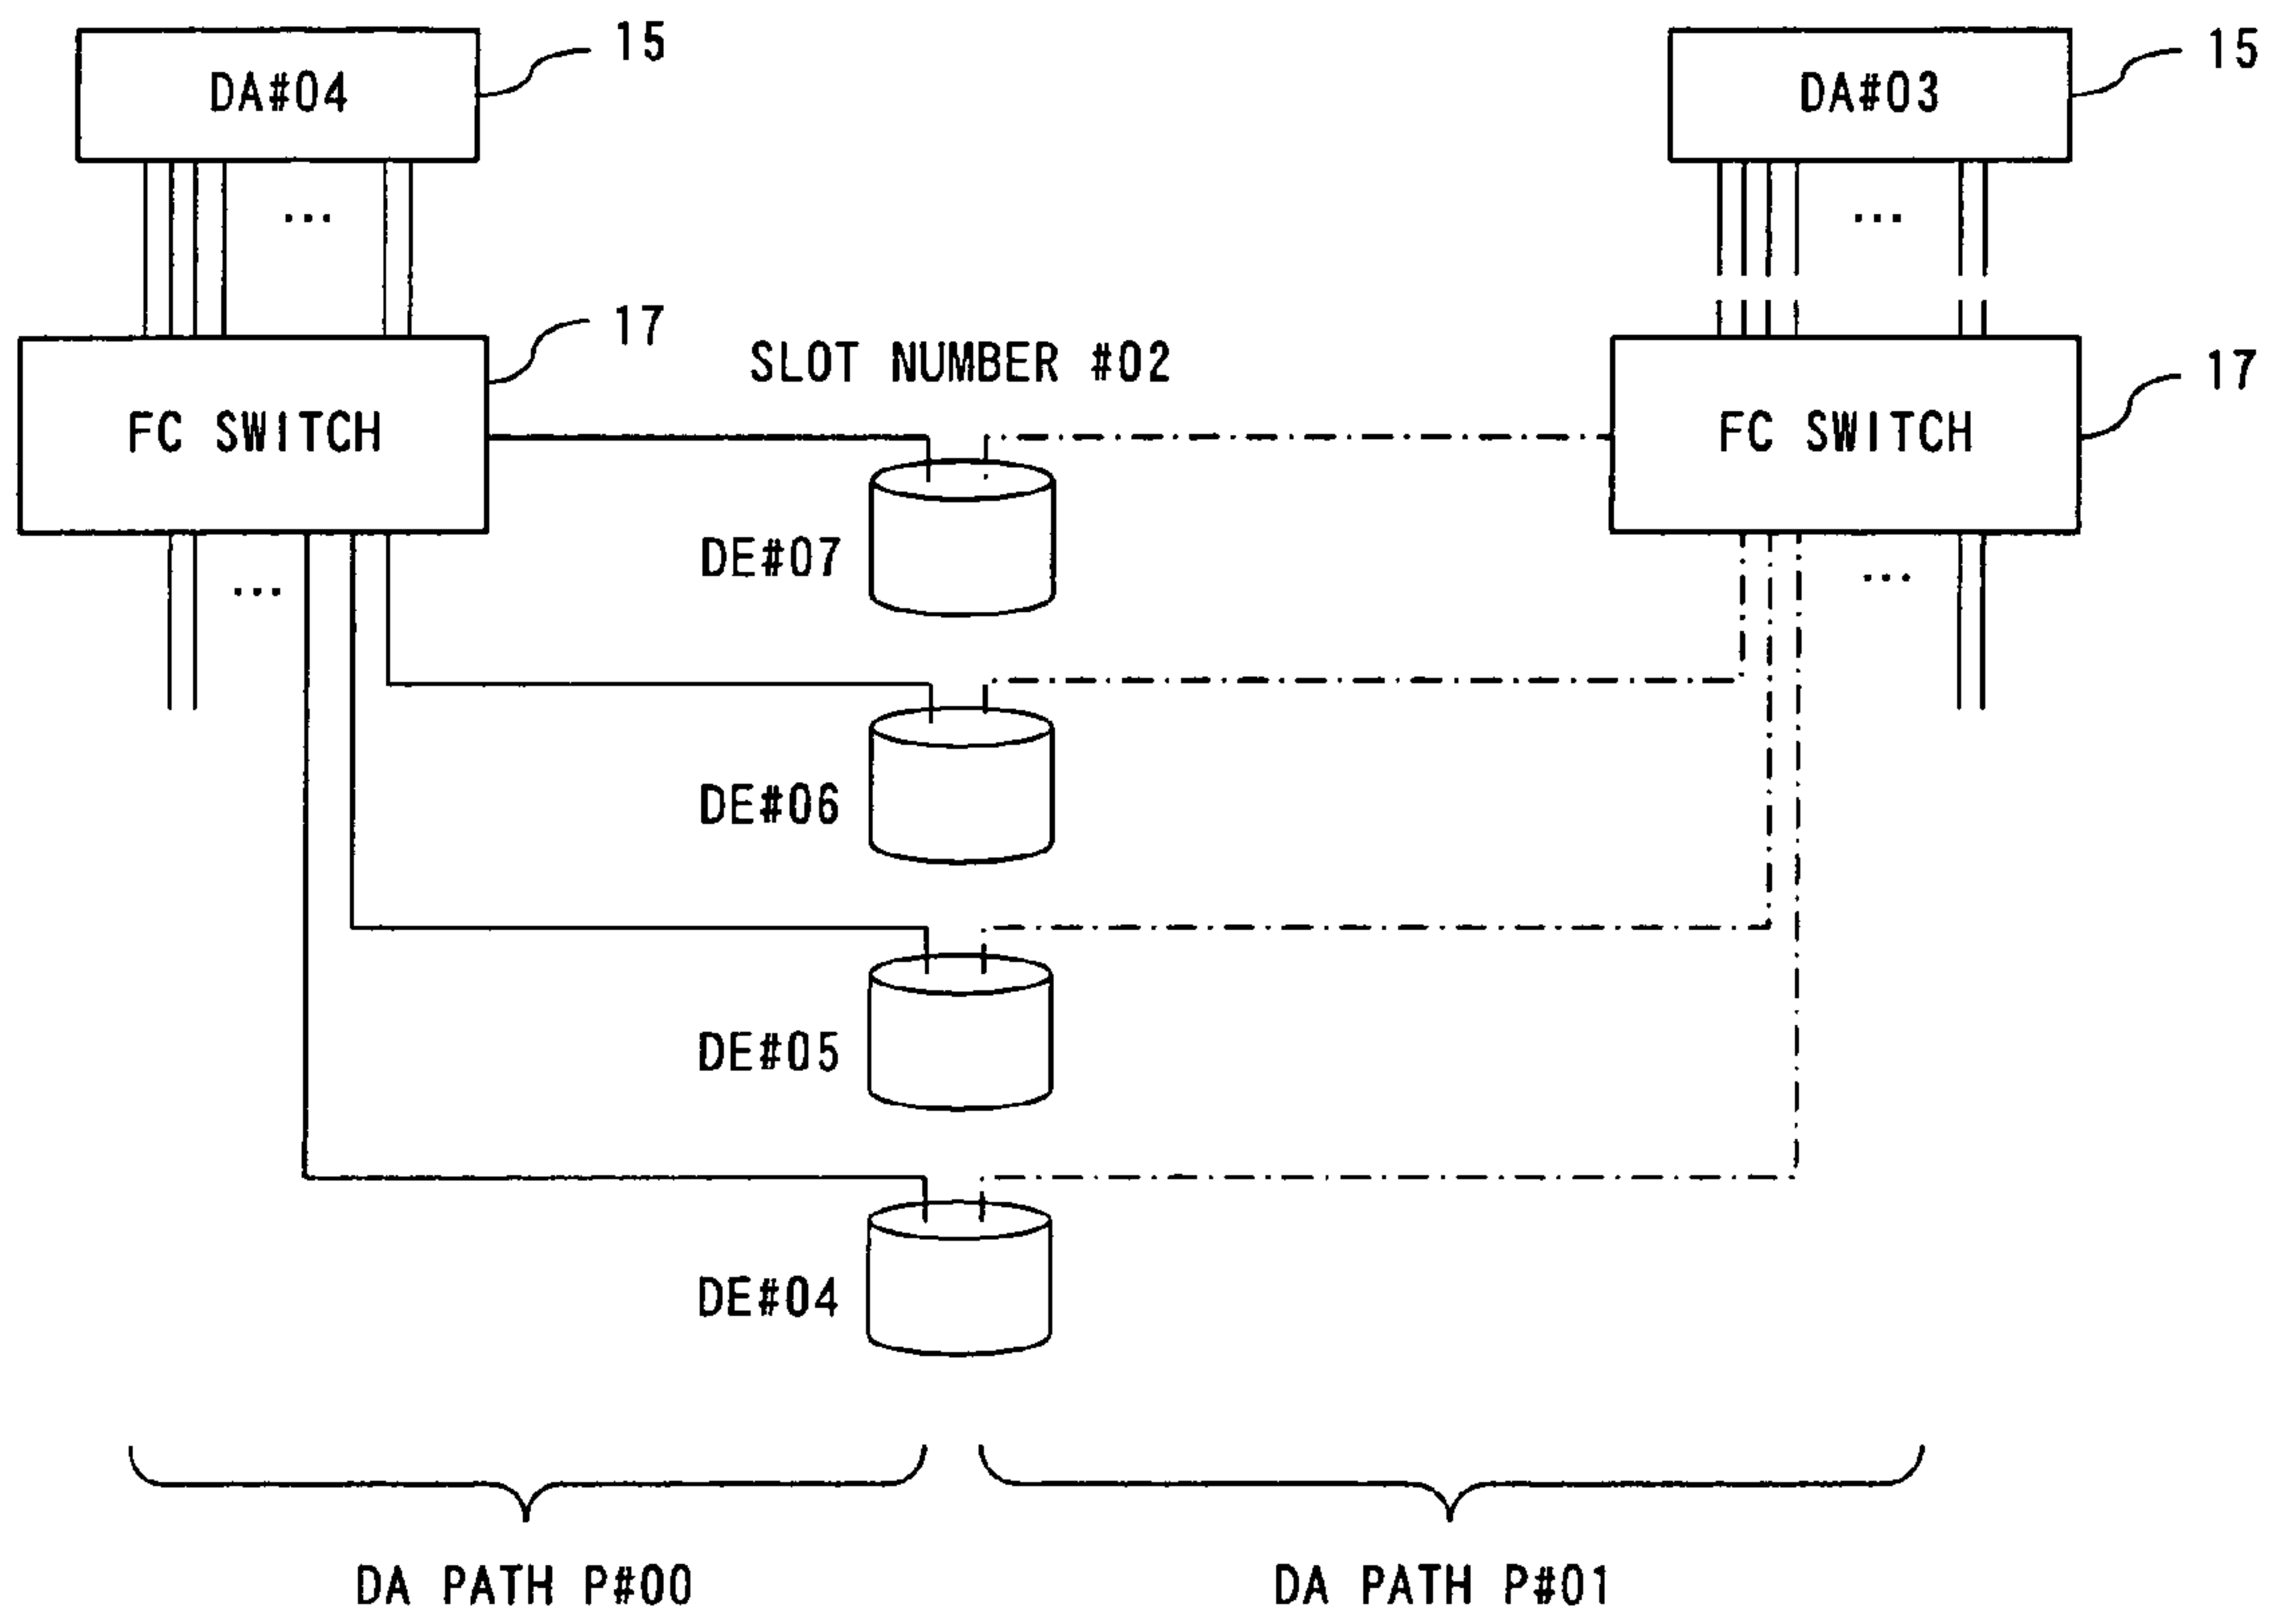 DA#04
15
DA#03
15
...
...
17
SLOT NUMBER #02
17
FC SWITCH
FC SWITCH
DE#07
...
...
DE#06
DE#05
DE#04
DA PATH P#00
DA PATH P#01